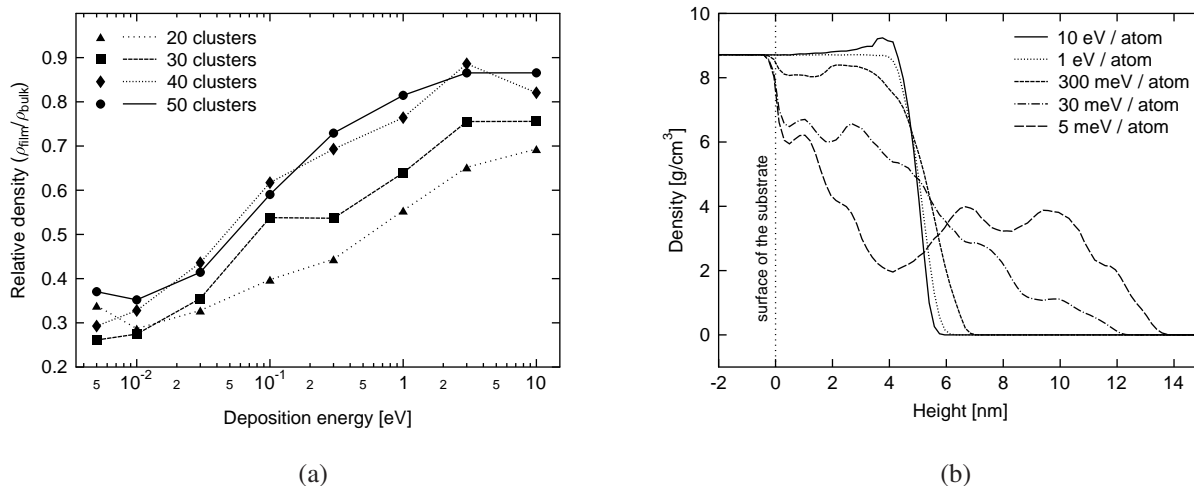 20 clusters
30 clusters
40 clusters
50 clusters
0.9
0.8
0.7
0.6
0.5
0.4
0.3
0.2
Relative density (ρfilm/ρbulk)
5 10-2 2 5 10-1 2 5 1 2 5 10
Deposition energy [eV]
(a)
10 eV / atom
1 eV / atom
300 meV / atom
30 meV / atom
5 meV / atom
10
8
6
4
2
0
Density [g/cm3]
surface of the substrate
-2 0 2 4 6 8 10 12 14
Height [nm]
(b)